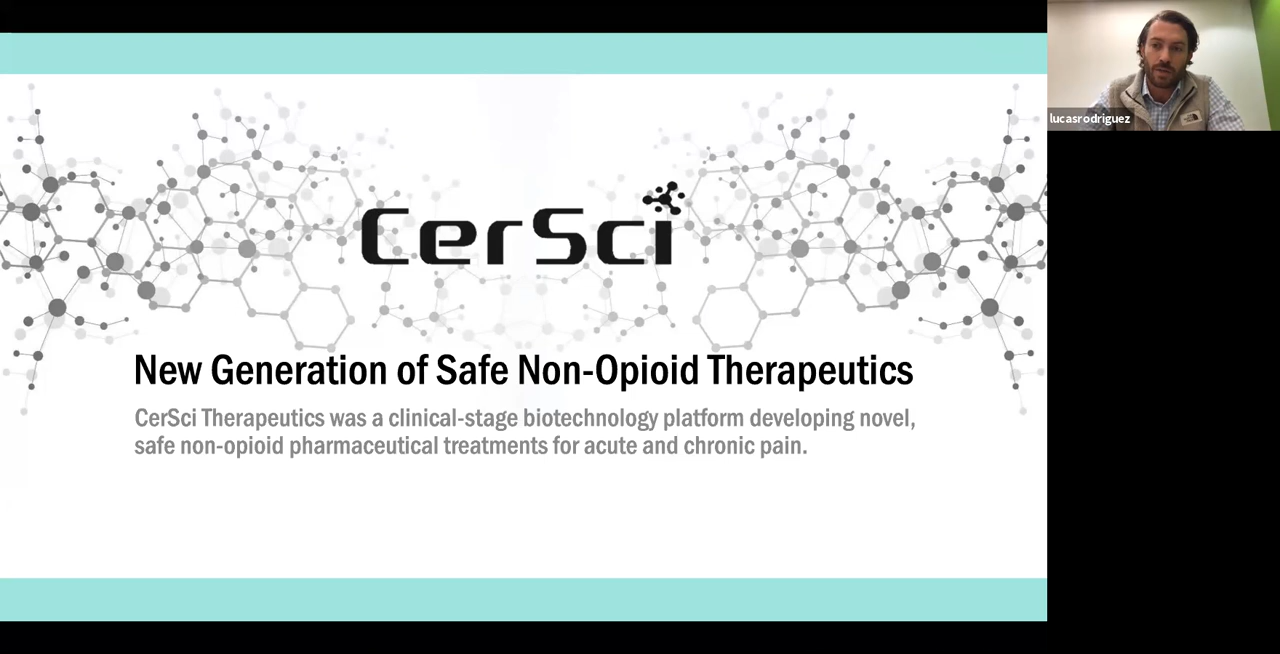 CerSci
New Generation of Safe Non-Opioid Therapeutics
CerSci Therapeutics was a clinical-stage biotechnology platform developing novel,
safe non-opioid pharmaceutical treatments for acute and chronic pain.
lucasrodriguez